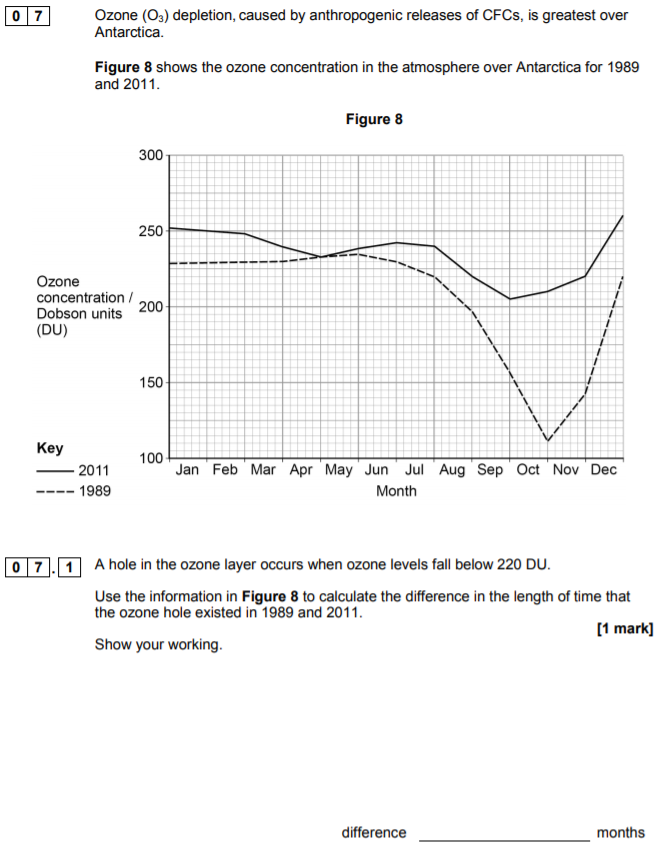 0 7 Ozone (O₃) depletion, caused by anthropogenic releases of CFCs, is greatest over
Antarctica.
Figure 8 shows the ozone concentration in the atmosphere over Antarctica for 1989
and 2011.
Figure 8
300
250
200
150
100
Ozone
concentration /
Dobson units
(DU)
Key
2011
1989
Jan Feb Mar Apr May Jun Jul Aug Sep Oct Nov Dec
Month
0 7 . 1 A hole in the ozone layer occurs when ozone levels fall below 220 DU.
Use the information in Figure 8 to calculate the difference in the length of time that
the ozone hole existed in 1989 and 2011.
[1 mark]
Show your working.
difference months